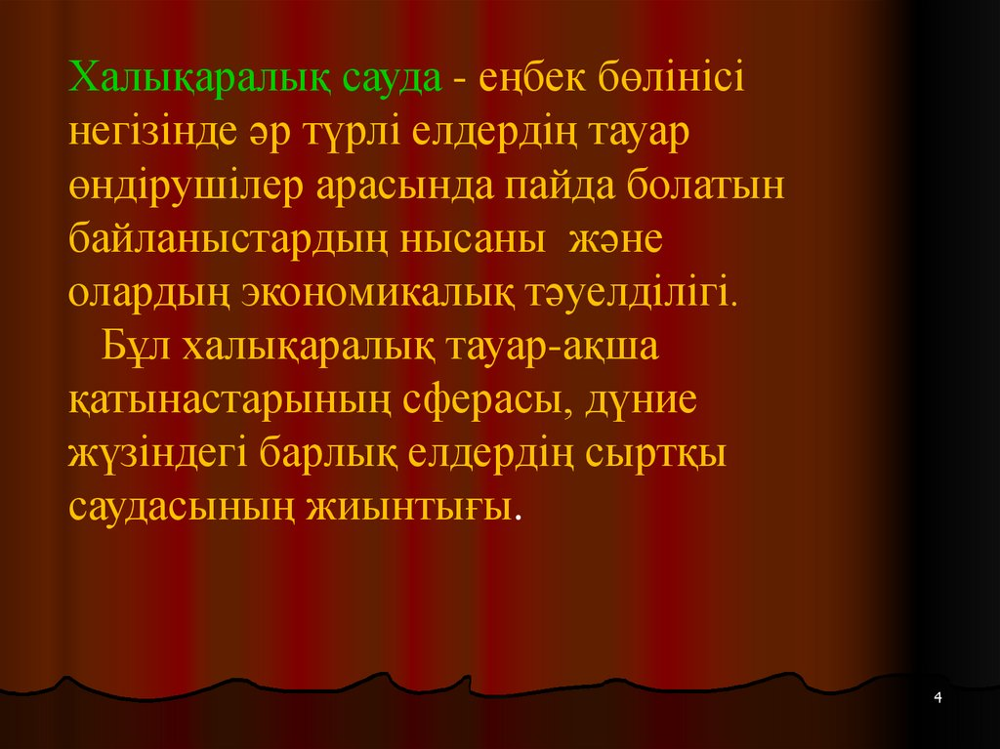 Халықаралық сауда - еңбек бөлінісі
негізінде әр түрлі елдердің тауар
өндірушілер арасында пайда болатын
байланыстардың нысаны  және
олардың экономикалық тәуелділігі.
Бұл халықаралық тауар-ақша
қатынастарының сферасы, дүние
жүзіндегі барлық елдердің сыртқы
саудасының жиынтығы.
4